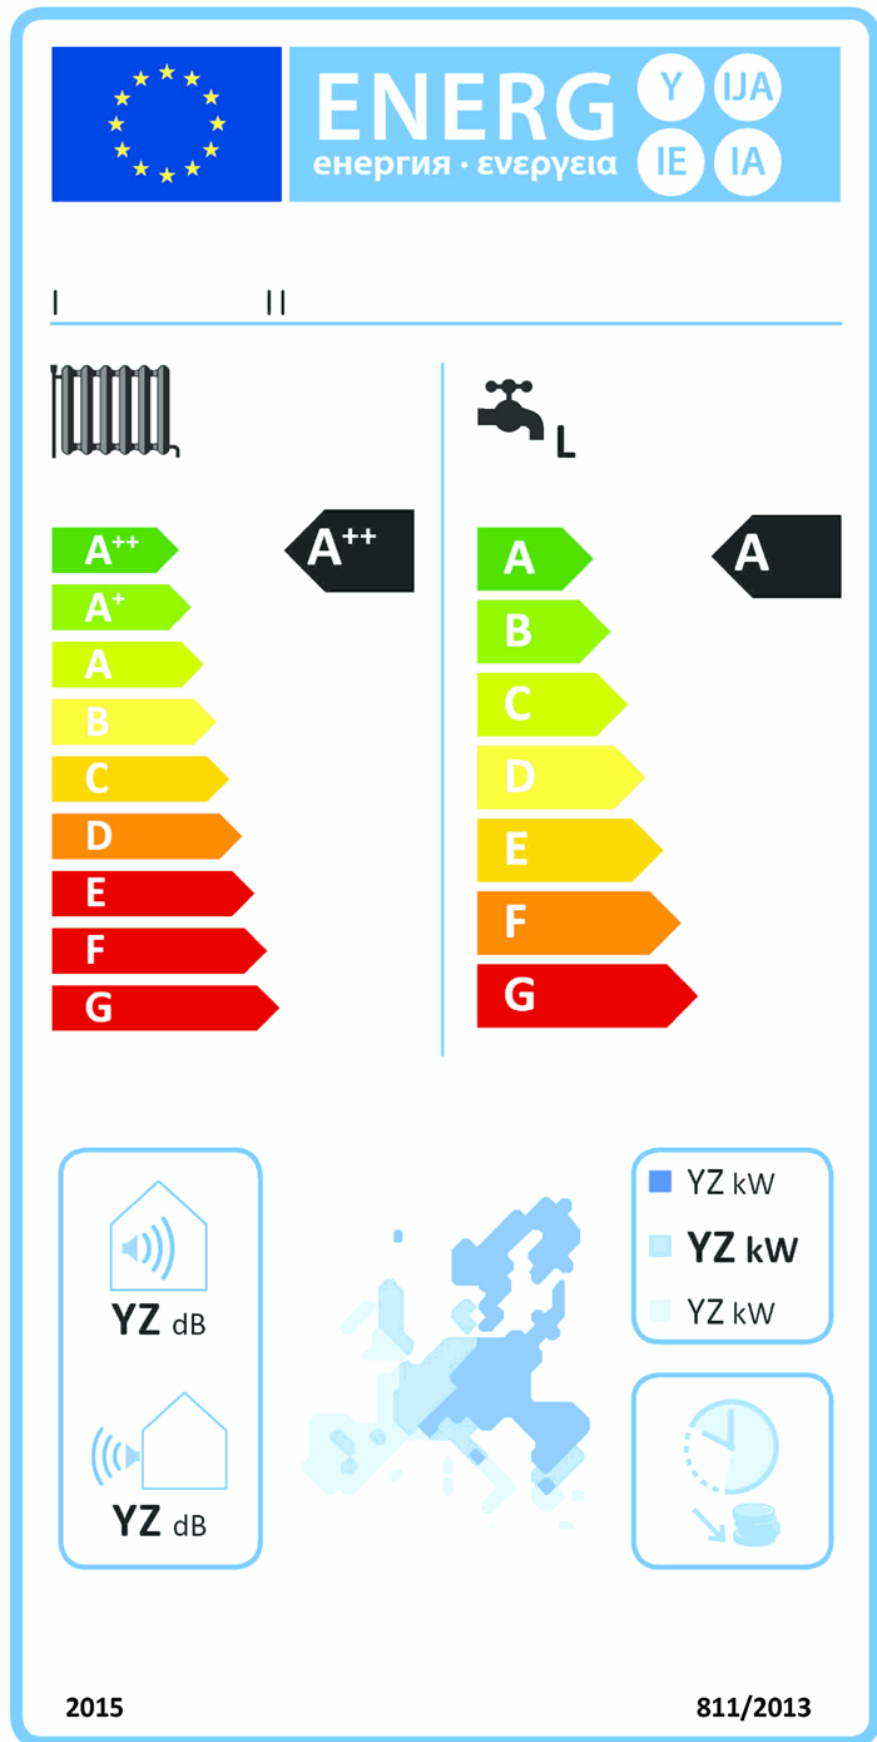 ENERG Y IJA
енергия · ενεργεια IE IA
I II
L
A++ A++
A+
A
B
C
D
E
F
G
A A
B
C
D
E
F
G
YZ dB
YZ dB
YZ kW
YZ kW
YZ kW
2015 811/2013